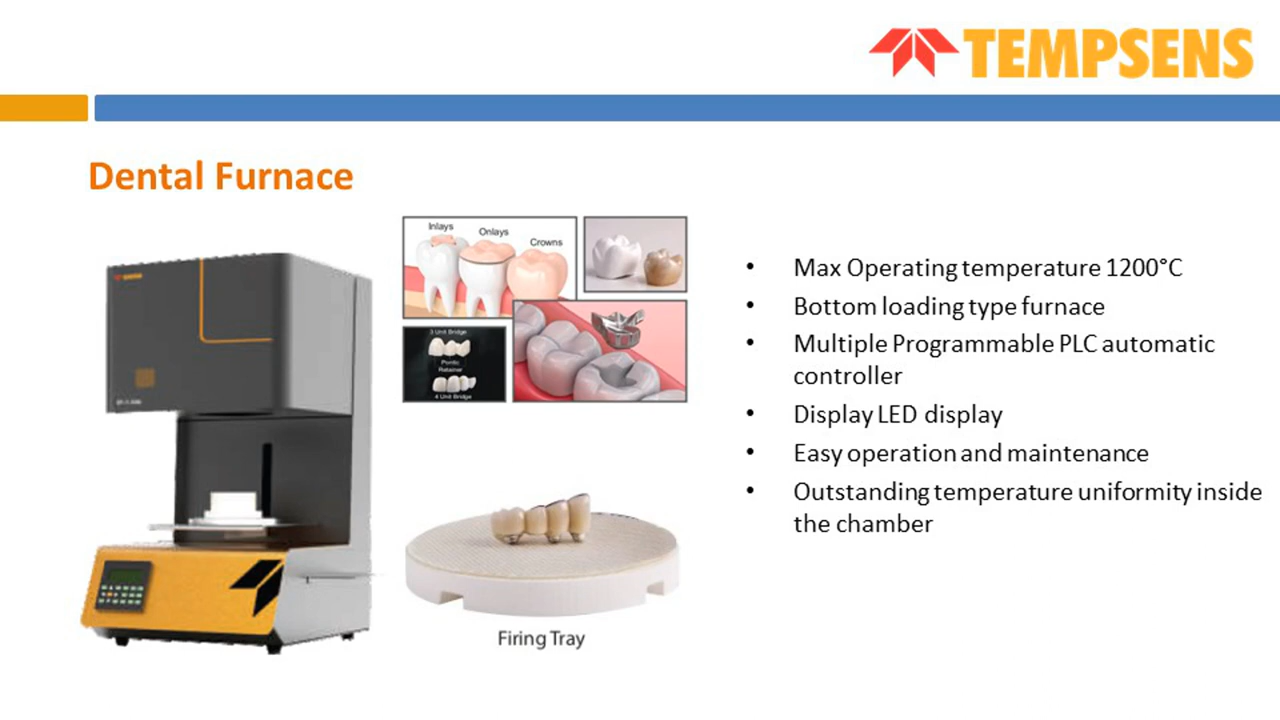 TEMPSENS
Dental Furnace
TEMPSENS
Inlays
Onlays
Crowns
3 Unit Bridge
Pontic
Retainer
4 Unit Bridge
Firing Tray
• Max Operating temperature 1200°C
• Bottom loading type furnace
• Multiple Programmable PLC automatic
controller
• Display LED display
• Easy operation and maintenance
• Outstanding temperature uniformity inside
the chamber